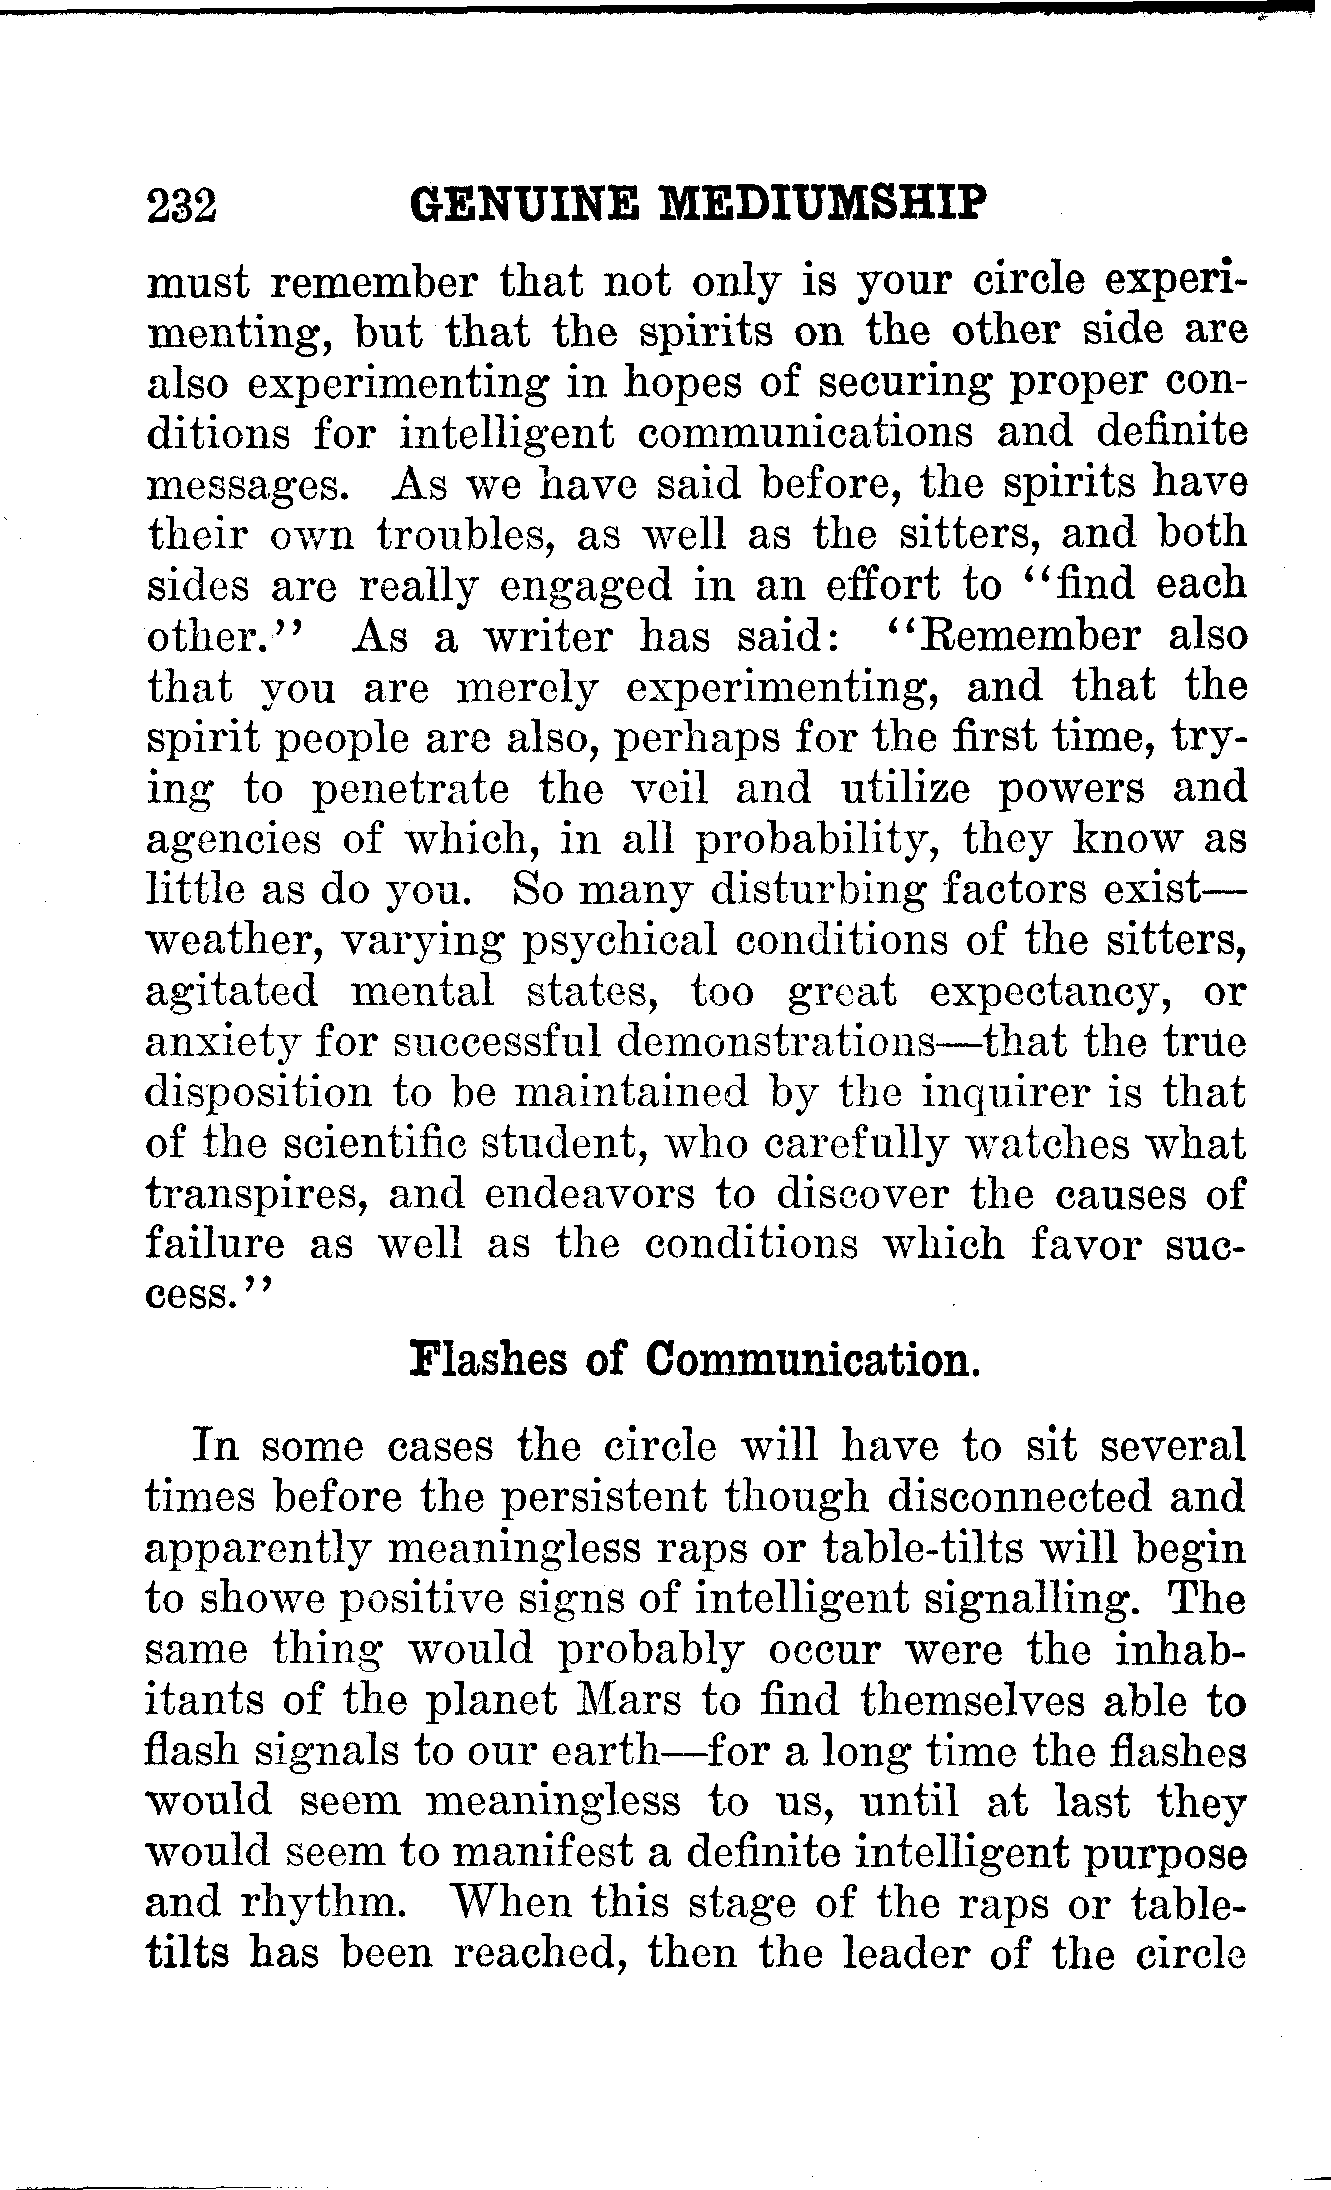 232 GENUINE MEDIUMSHIP
must remember that not only is your circle experi-
menting, but that the spirits on the other side are
also experimenting in hopes of securing proper con-
ditions for intelligent communications and definite
messages. As we have said before, the spirits have
their own troubles, as well as the sitters, and both
sides are really engaged in an effort to “find each
other.” As a writer has said: “Remember also
that you are merely experimenting, and that the
spirit people are also, perhaps for the first time, try-
ing to penetrate the veil and utilize powers and
agencies of which, in all probability, they know as
little as do you. So many disturbing factors exist—
weather, varying psychical conditions of the sitters,
agitated mental states, too great expectancy, or
anxiety for successful demonstrations—that the true
disposition to be maintained by the inquirer is that
of the scientific student, who carefully watches what
transpires, and endeavors to discover the causes of
failure as well as the conditions which favor suc-
cess.”
Flashes of Communication.
In some cases the circle will have to sit several
times before the persistent though disconnected and
apparently meaningless raps or table-tilts will begin
to showe positive signs of intelligent signalling. The
same thing would probably occur were the inhab-
itants of the planet Mars to find themselves able to
flash signals to our earth—for a long time the flashes
would seem meaningless to us, until at last they
would seem to manifest a definite intelligent purpose
and rhythm. When this stage of the raps or table-
tilts has been reached, then the leader of the circle